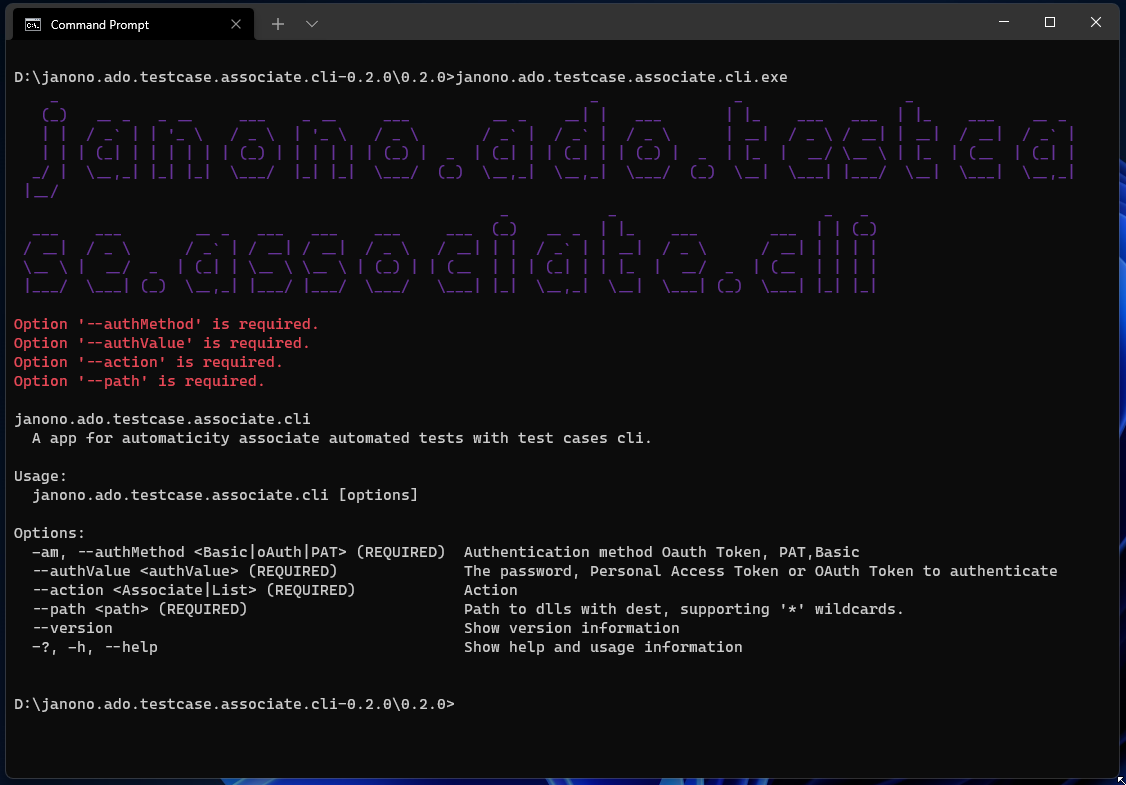 Command Prompt
D:\janono.ado.testcase.associate.cli-0.2.0\0.2.0>janono.ado.testcase.associate.cli.exe
janono.ado.testca
se.associate.cli
Option '--authMethod' is required.
Option '--authValue' is required.
Option '--action' is required.
Option '--path' is required.
janono.ado.testcase.associate.cli
A app for automaticity associate automated tests with test cases cli.
Usage:
janono.ado.testcase.associate.cli [options]
Options:
-am, --authMethod <Basic|oAuth|PAT> (REQUIRED) Authentication method Oauth Token, PAT,Basic
--authValue <authValue> (REQUIRED) The password, Personal Access Token or OAuth Token to authenticate
--action <Associate|List> (REQUIRED) Action
--path <path> (REQUIRED) Path to dlls with dest, supporting '*' wildcards.
--version Show version information
-?, -h, --help Show help and usage information
D:\janono.ado.testcase.associate.cli-0.2.0\0.2.0>